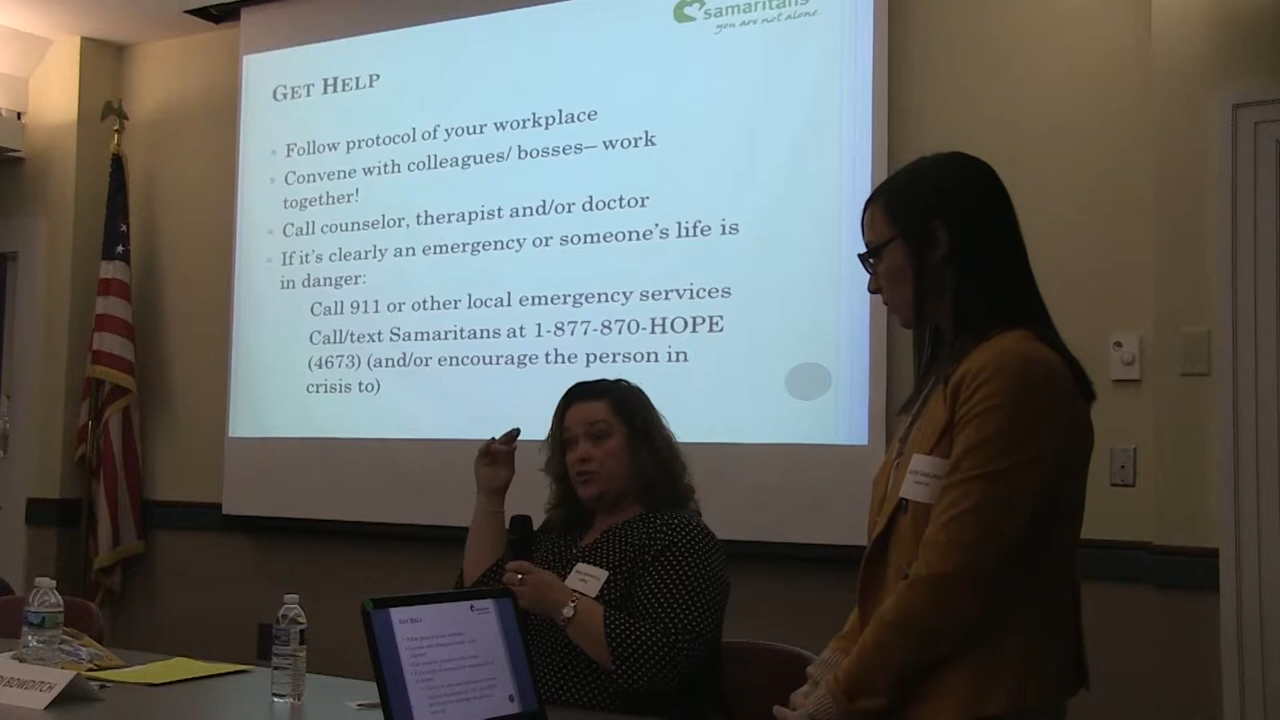 samaritans
you are not alone
GET HELP
Follow protocol of your workplace
Convene with colleagues/ bosses– work
together!
Call counselor, therapist and/or doctor
If it's clearly an emergency or someone's life is
in danger:
Call 911 or other local emergency services
Call/text Samaritans at 1-877-870-HOPE
(4673) (and/or encourage the person in
crisis to)
GET HELP
BOWDITCH